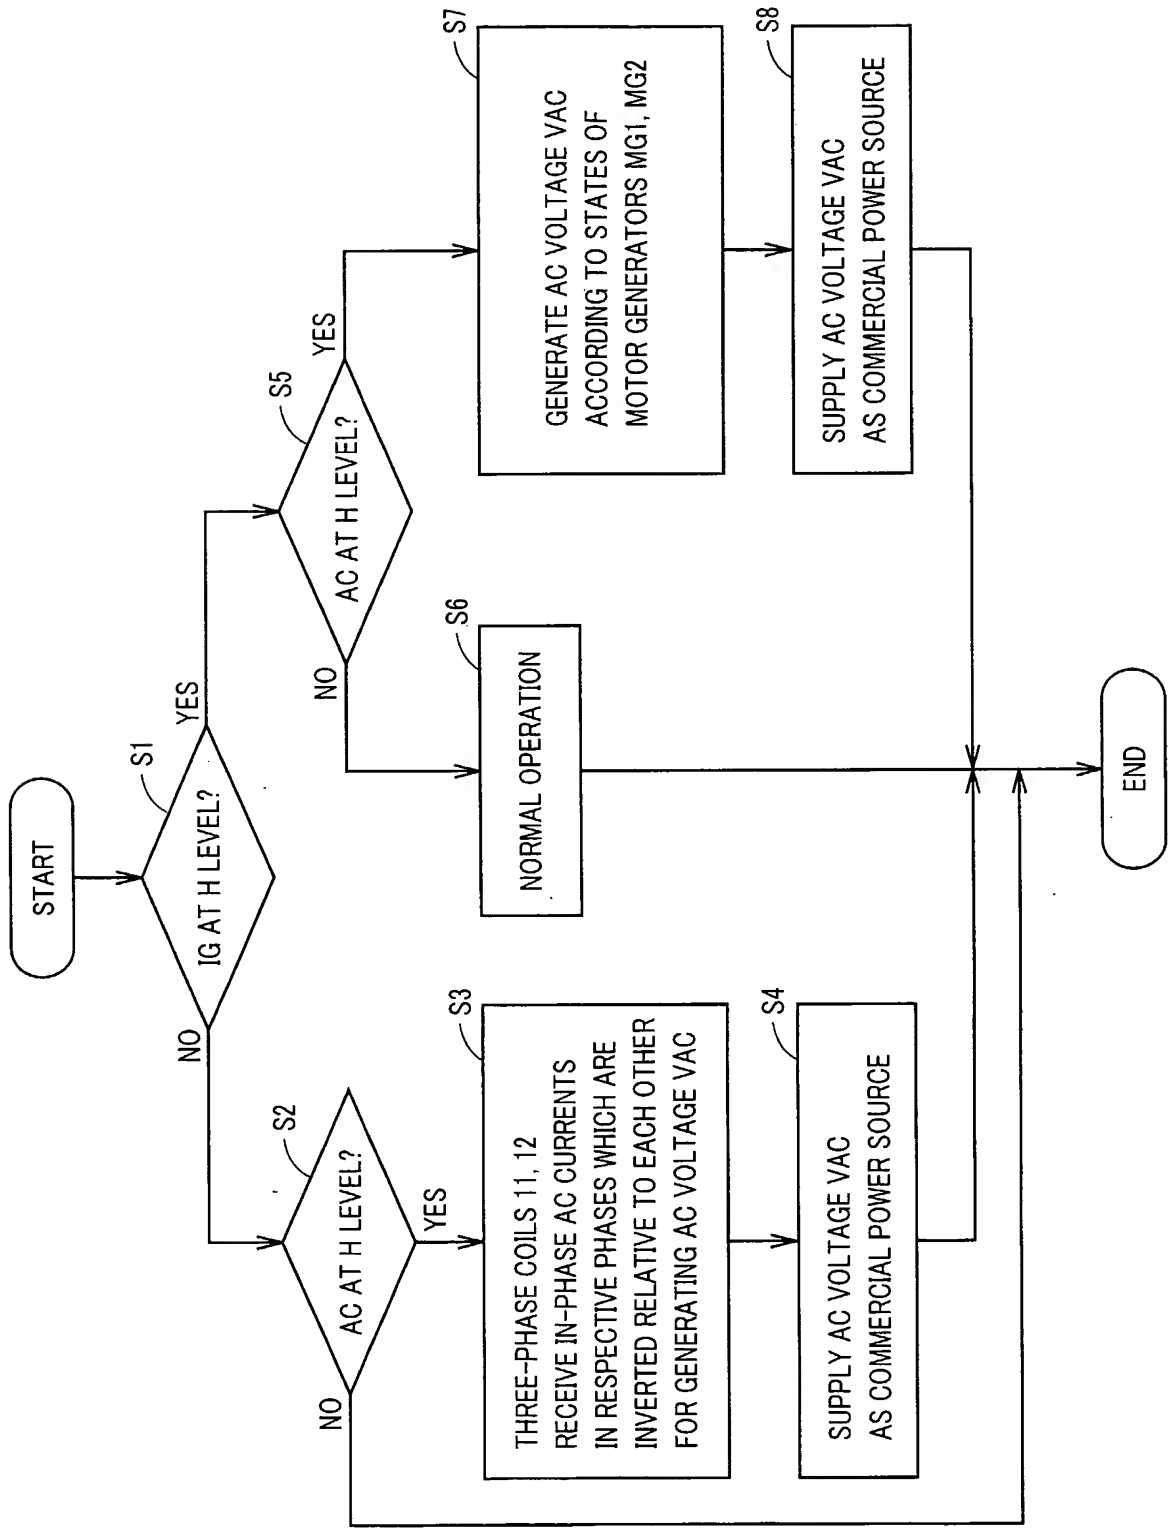 START
S1
IG AT H LEVEL?
NO
YES
S2
AC AT H LEVEL?
NO
YES
S3
THREE-PHASE COILS 11, 12
RECEIVE IN-PHASE AC CURRENTS
IN RESPECTIVE PHASES WHICH ARE
INVERTED RELATIVE TO EACH OTHER
FOR GENERATING AC VOLTAGE VAC
S4
SUPPLY AC VOLTAGE VAC
AS COMMERCIAL POWER SOURCE
S5
AC AT H LEVEL?
NO
YES
S6
NORMAL OPERATION
S7
GENERATE AC VOLTAGE VAC
ACCORDING TO STATES OF
MOTOR GENERATORS MG1, MG2
S8
SUPPLY AC VOLTAGE VAC
AS COMMERCIAL POWER SOURCE
END